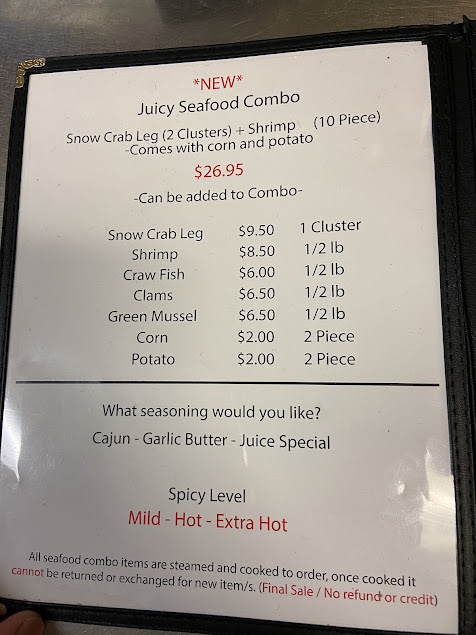 *NEW*
Juicy Seafood Combo
Snow Crab Leg (2 Clusters) + Shrimp (10 Piece)
-Comes with corn and potato
$26.95
-Can be added to Combo-
Snow Crab Leg $9.50 1 Cluster
Shrimp $8.50 1/2 lb
Craw Fish $6.00 1/2 lb
Clams $6.50 1/2 lb
Green Mussel $6.50 1/2 lb
Corn $2.00 2 Piece
Potato $2.00 2 Piece
What seasoning would you like?
Cajun - Garlic Butter - Juice Special
Spicy Level
Mild - Hot - Extra Hot
All seafood combo items are steamed and cooked to order, once cooked it
cannot be returned or exchanged for new item/s. (Final Sale / No refund or credit)